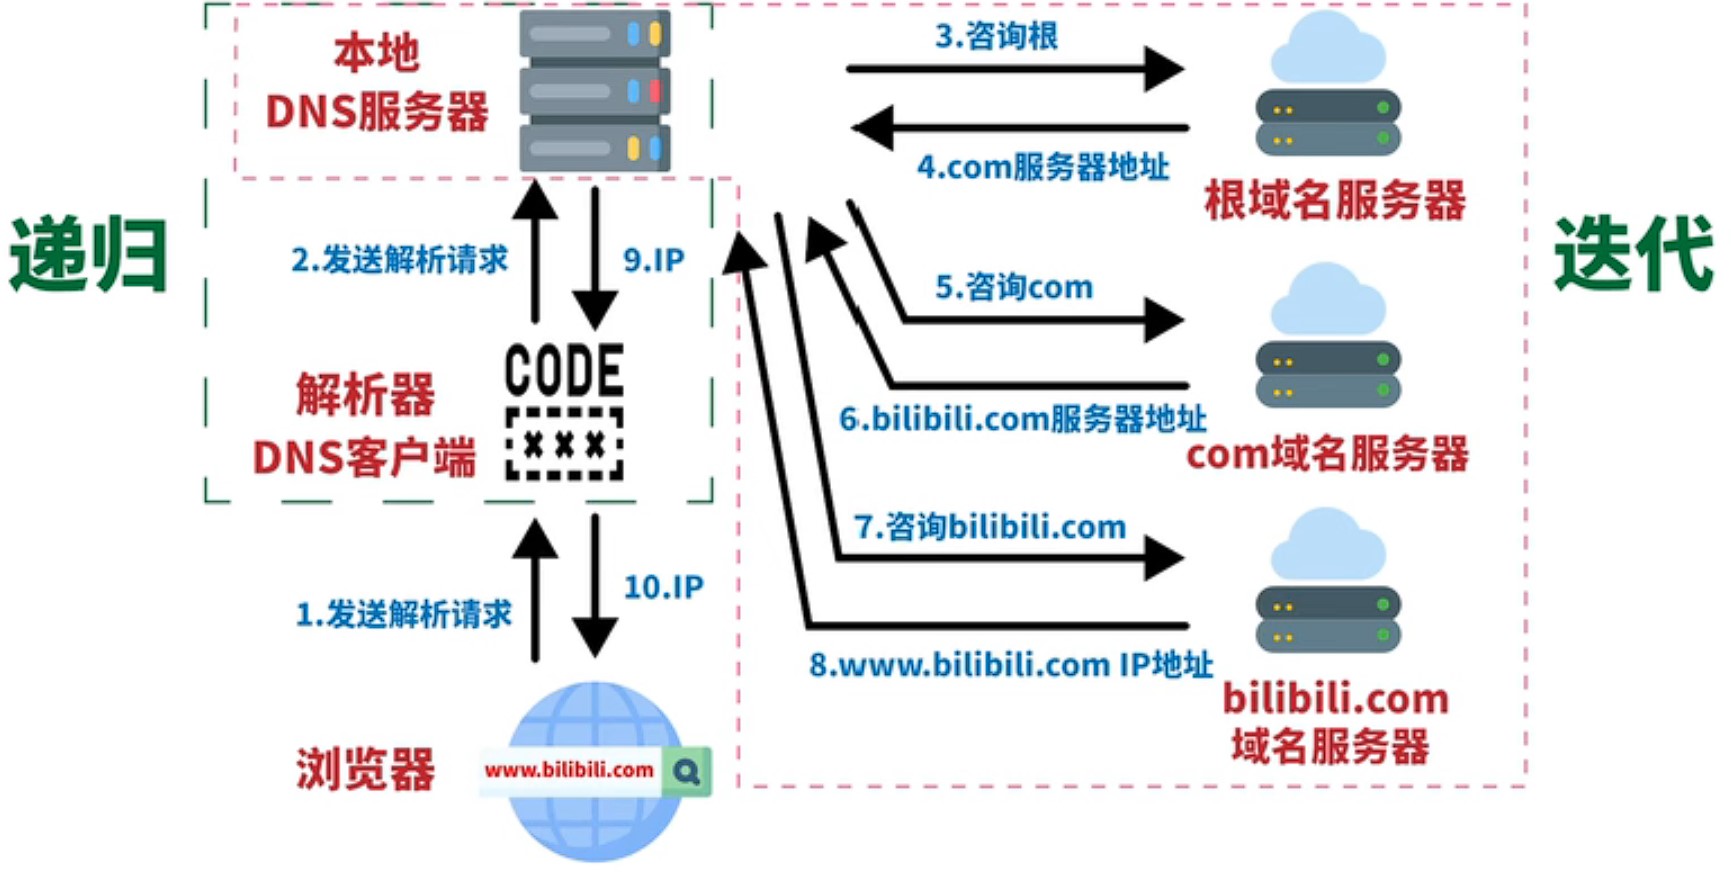 本地
DNS服务器
3.咨询根
4.com服务器地址
根域名服务器
递归
迭代
2.发送解析请求
9.IP
5.咨询com
CODE
解析器
DNS客户端
6.bilibili.com服务器地址
com域名服务器
7.咨询bilibili.com
1.发送解析请求
10.IP
8.www.bilibili.com IP地址
bilibili.com
域名服务器
浏览器
www.bilibili.com